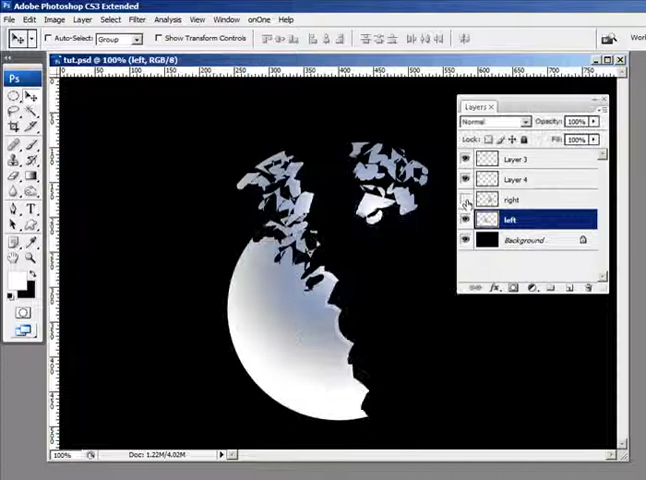 Adobe Photoshop CS3 Extended
File Edit Image Layer Select Filter Analysis View Window onOne Help
Auto-Select: Group Show Transform Controls
Ps
tut.psd @ 100% (left, RGB/8)
Layers
Normal Opacity: 100%
Lock: Fill: 100%
Layer 3
Layer 4
right
left
Background
100% Doc: 1.22M/4.02M